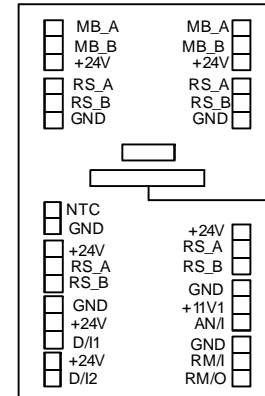 MB_A
MB_B
+24V
RS_A
RS_B
GND
MB_A
MB_B
+24V
RS_A
RS_B
GND
NTC
GND
+24V
RS_A
RS_B
GND
+24V
D/I1
+24V
D/I2
+24V
RS_A
RS_B
GND
+11V1
AN/I
GND
RM/I
RM/O